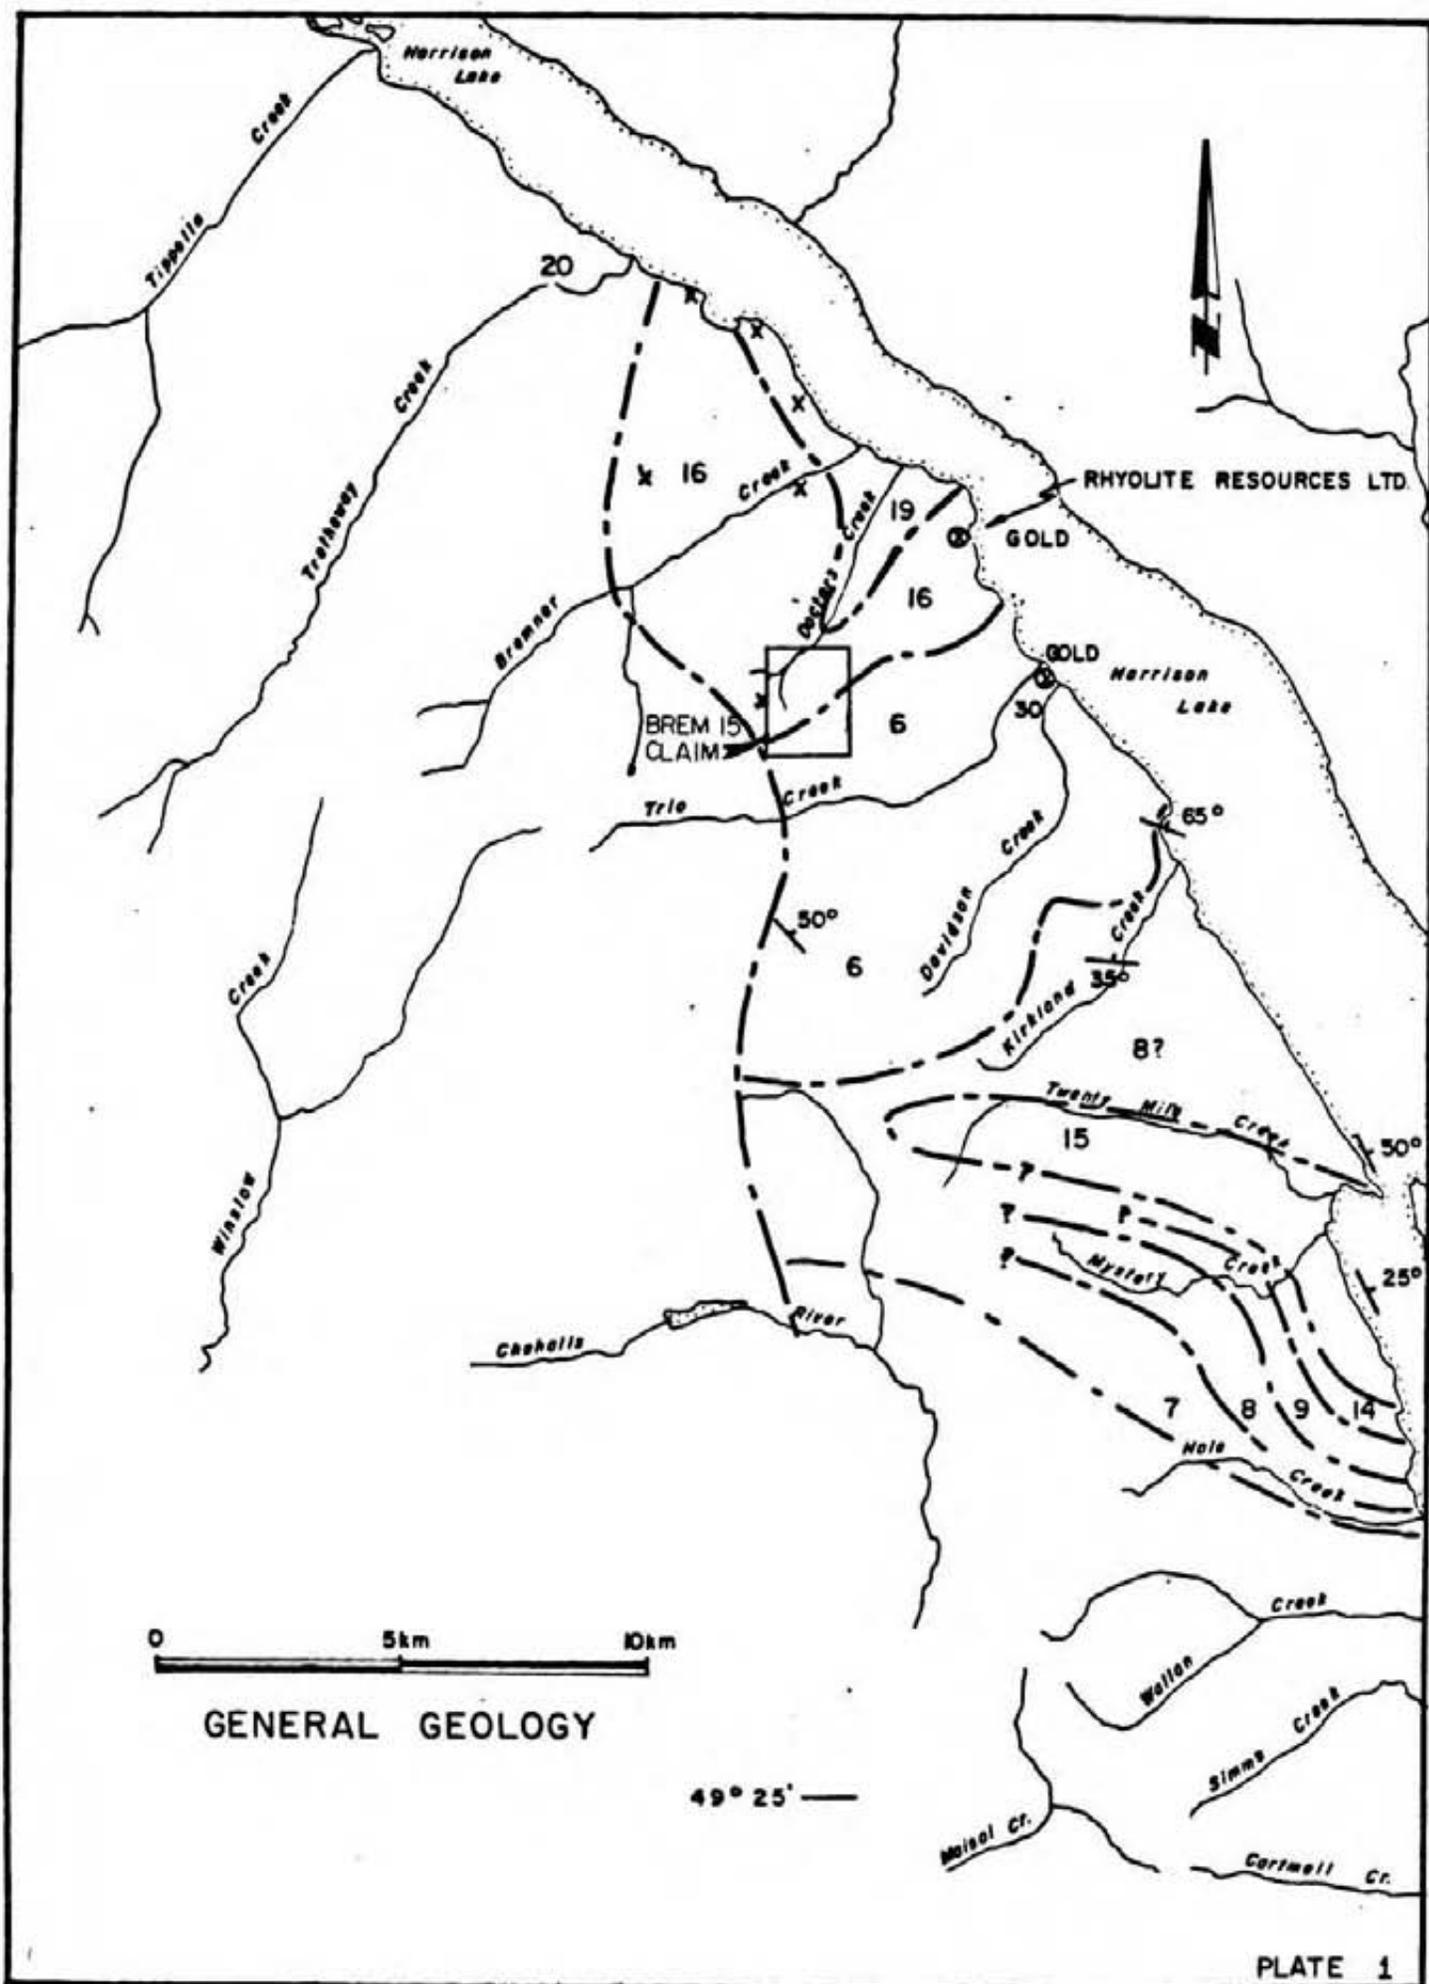 Harrison
Lake
Creek
Tipella
20
Creek
Tretheway
16
Creek
RHYOLITE RESOURCES LTD.
19
Creek
GOLD
Doctors
16
Bremner
GOLD
Harrison
Lake
30
6
BREM 15
CLAIM
Creek
Trio
65°
Creek
50°
Davidson
Creek
6
35°
Creek
Kirkland
8?
Twenty Mile Creek
15
50°
?
? ?
Winslow
?
Mystery Creek
25°
River
Chehalis
7 8 9 14
Hale
Creek
0 5km 10km
Creek
GENERAL GEOLOGY
Simms Creek
49° 25'
Cr.
Cartmell Cr.
PLATE 1